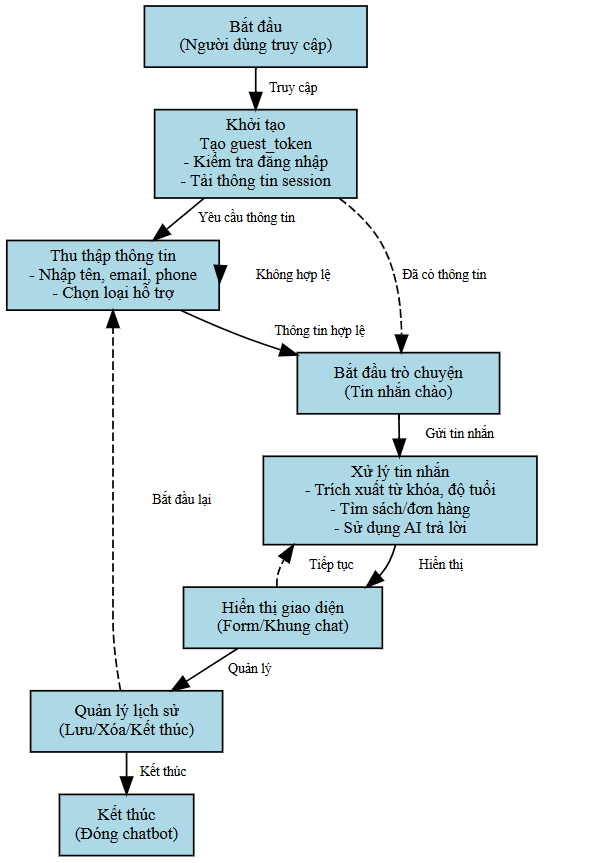 Bắt đầu
(Người dùng truy cập)
Truy cập
Khởi tạo
Tạo guest_token
- Kiểm tra đăng nhập
- Tải thông tin session
Yêu cầu thông tin
Thu thập thông tin
- Nhập tên, email, phone
- Chọn loại hỗ trợ
Không hợp lệ
Đã có thông tin
Thông tin hợp lệ
Bắt đầu trò chuyện
(Tin nhắn chào)
Gửi tin nhắn
Xử lý tin nhắn
- Trích xuất từ khóa, độ tuổi
- Tìm sách/đơn hàng
- Sử dụng AI trả lời
Bắt đầu lại
Tiếp tục
Hiển thị
Hiển thị giao diện
(Form/Khung chat)
Quản lý
Quản lý lịch sử
(Lưu/Xóa/Kết thúc)
Kết thúc
Kết thúc
(Đóng chatbot)